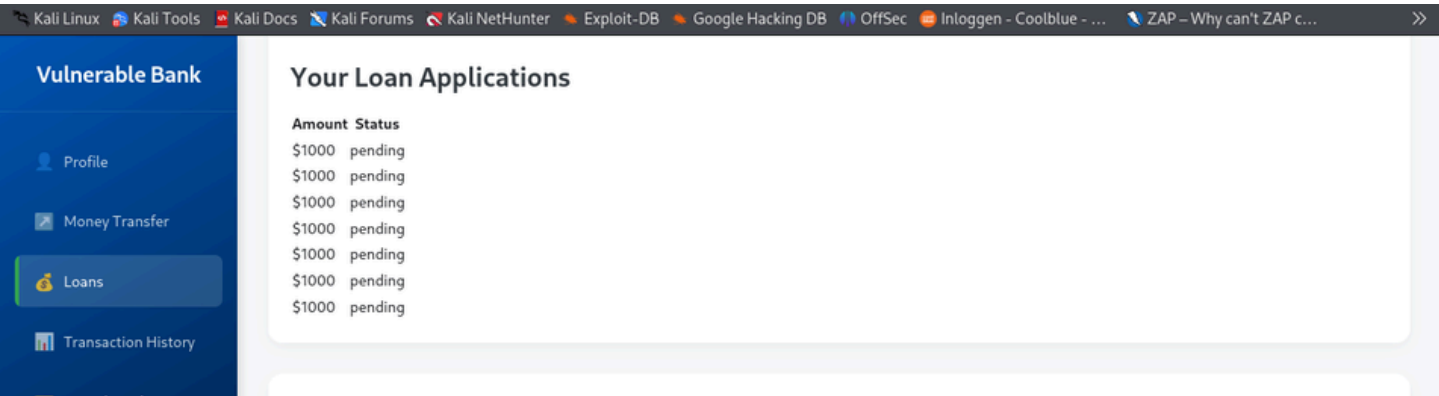 Kali Linux Kali Tools Kali Docs Kali Forums Kali NetHunter Exploit-DB Google Hacking DB OffSec Inloggen - Coolblue - ... ZAP – Why can't ZAP c...
Vulnerable Bank
Profile
Money Transfer
Loans
Transaction History
Your Loan Applications
Amount Status
$1000 pending
$1000 pending
$1000 pending
$1000 pending
$1000 pending
$1000 pending
$1000 pending